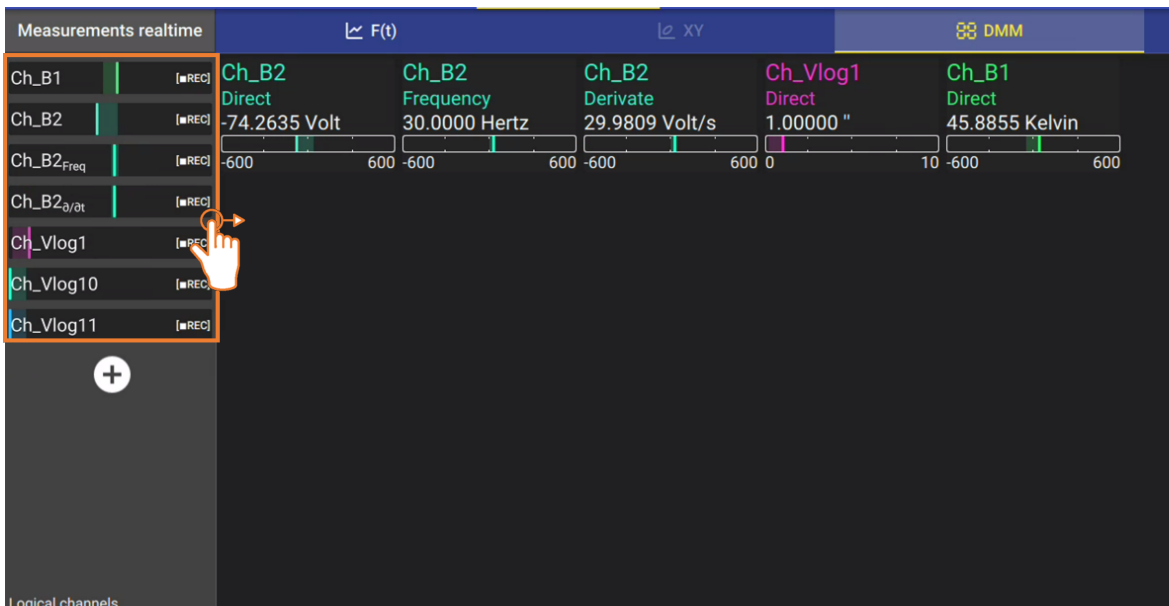 Measurements realtime
F(t)
XY
DMM
Ch_B1 [■REC]
Ch_B2 [■REC]
Ch_B2Freq [■REC]
Ch_B2∂/∂t [■REC]
Ch_Vlog1 [■REC]
Ch_Vlog10 [■REC]
Ch_Vlog11 [■REC]
Logical channels
Ch_B2
Direct
-74.2635 Volt
-600 600
Ch_B2
Frequency
30.0000 Hertz
-600 600
Ch_B2
Derivate
29.9809 Volt/s
-600 600
Ch_Vlog1
Direct
1.00000 "
0 10
Ch_B1
Direct
45.8855 Kelvin
-600 600